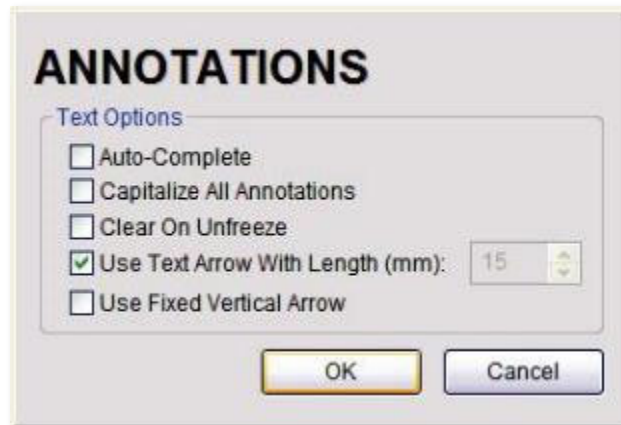 ANNOTATIONS
Text Options
Auto-Complete
Capitalize All Annotations
Clear On Unfreeze
Use Text Arrow With Length (mm): 15
Use Fixed Vertical Arrow
OK Cancel